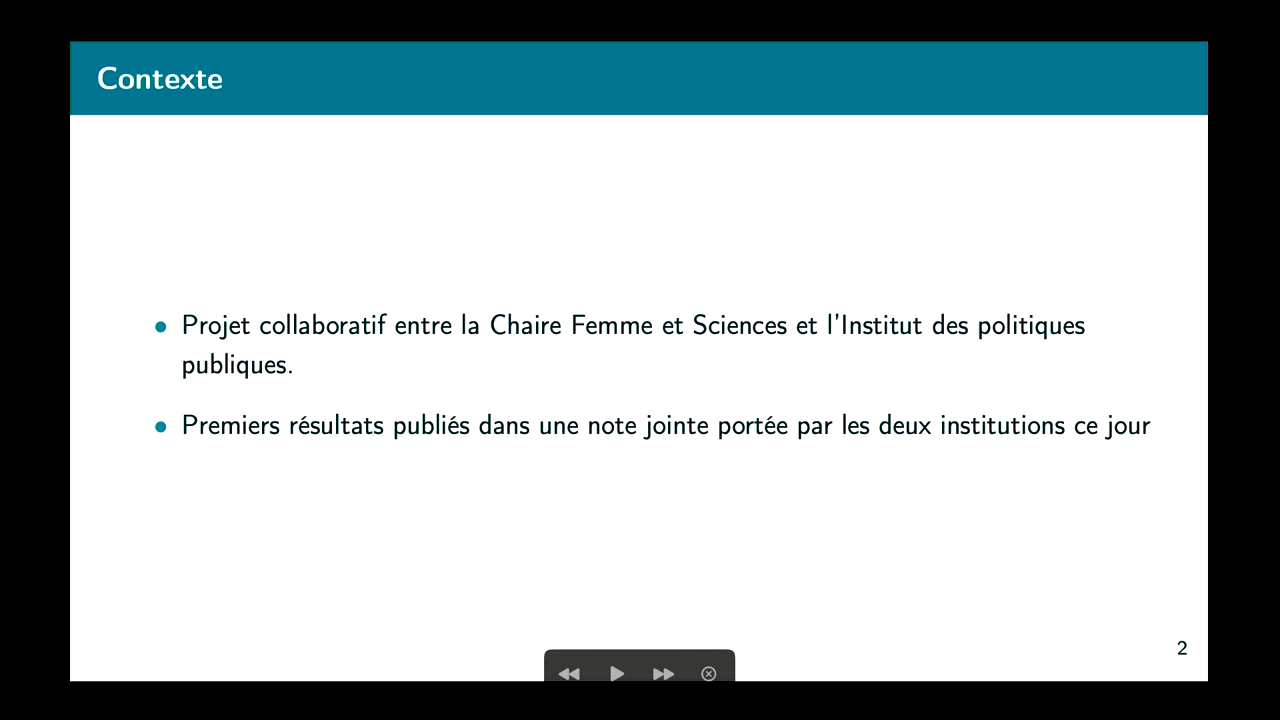 Contexte
• Projet collaboratif entre la Chaire Femme et Sciences et l'Institut des politiques
publiques.
• Premiers résultats publiés dans une note jointe portée par les deux institutions ce jour
2